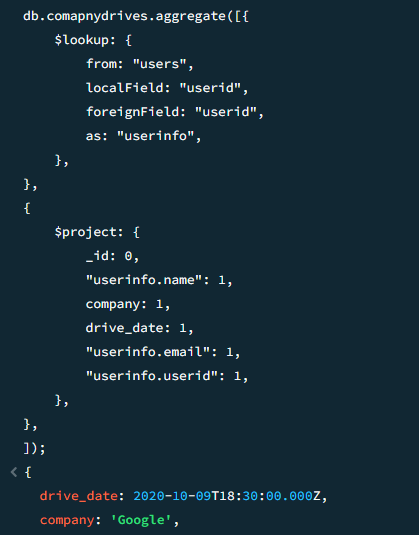 db.comapnydrives.aggregate([{
$lookup: {
from: "users",
localField: "userid",
foreignField: "userid",
as: "userinfo",
},
},
{
$project: {
_id: 0,
"userinfo.name": 1,
company: 1,
drive_date: 1,
"userinfo.email": 1,
"userinfo.userid": 1,
},
},
]);
< {
drive_date: 2020-10-09T18:30:00.000Z,
company: 'Google',